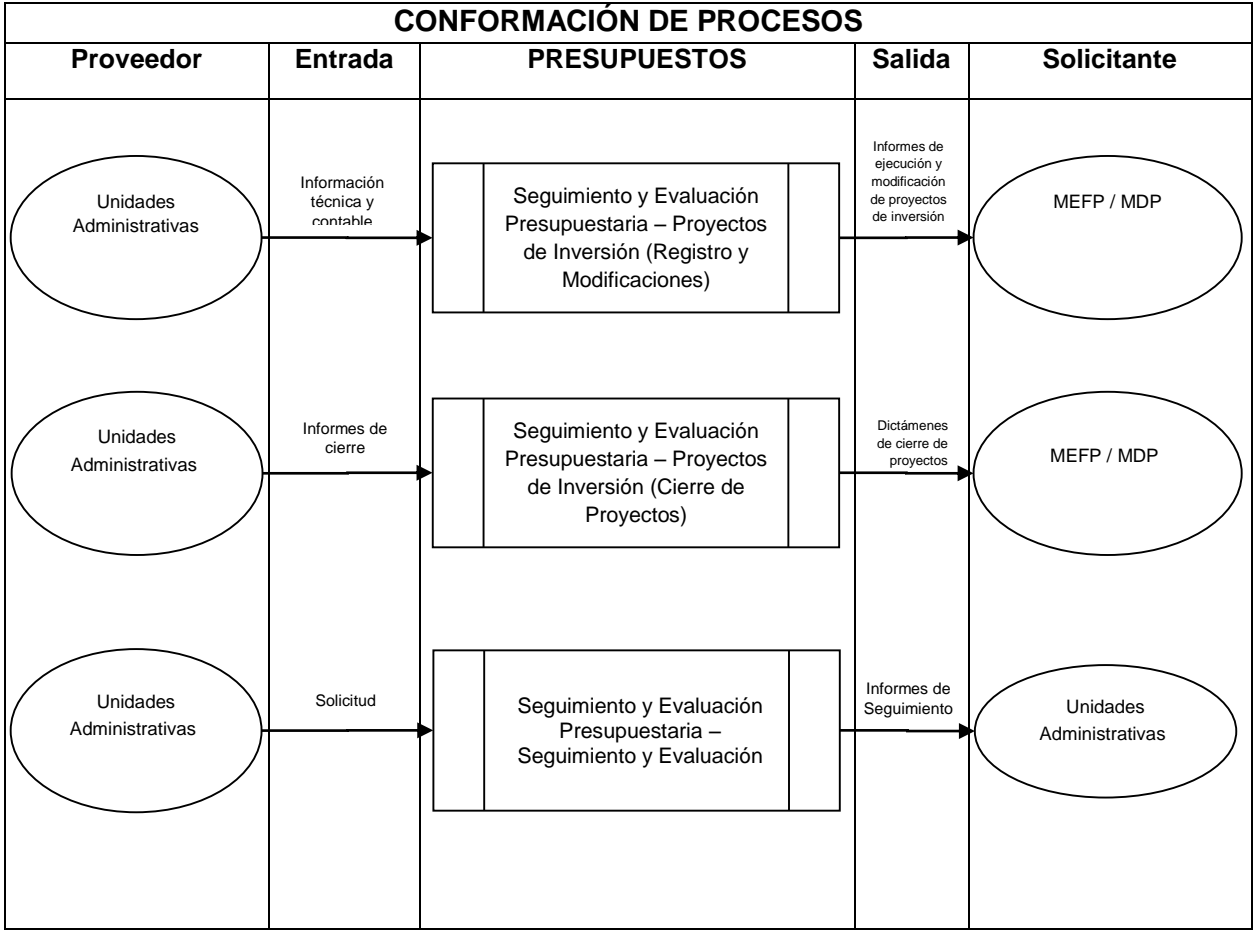 CONFORMACIÓN DE PROCESOS
Proveedor
Entrada
PRESUPUESTOS
Salida
Solicitante
Unidades
Administrativas
Información
técnica y
contable
Seguimiento y Evaluación
Presupuestaria – Proyectos
de Inversión (Registro y
Modificaciones)
Informes de
ejecución y
modificación
de proyectos
de inversión
MEFP / MDP
Unidades
Administrativas
Informes de
cierre
Seguimiento y Evaluación
Presupuestaria – Proyectos
de Inversión (Cierre de
Proyectos)
Dictámenes
de cierre de
proyectos
MEFP / MDP
Unidades
Administrativas
Solicitud
Seguimiento y Evaluación
Presupuestaria –
Seguimiento y Evaluación
Informes de
Seguimiento
Unidades
Administrativas